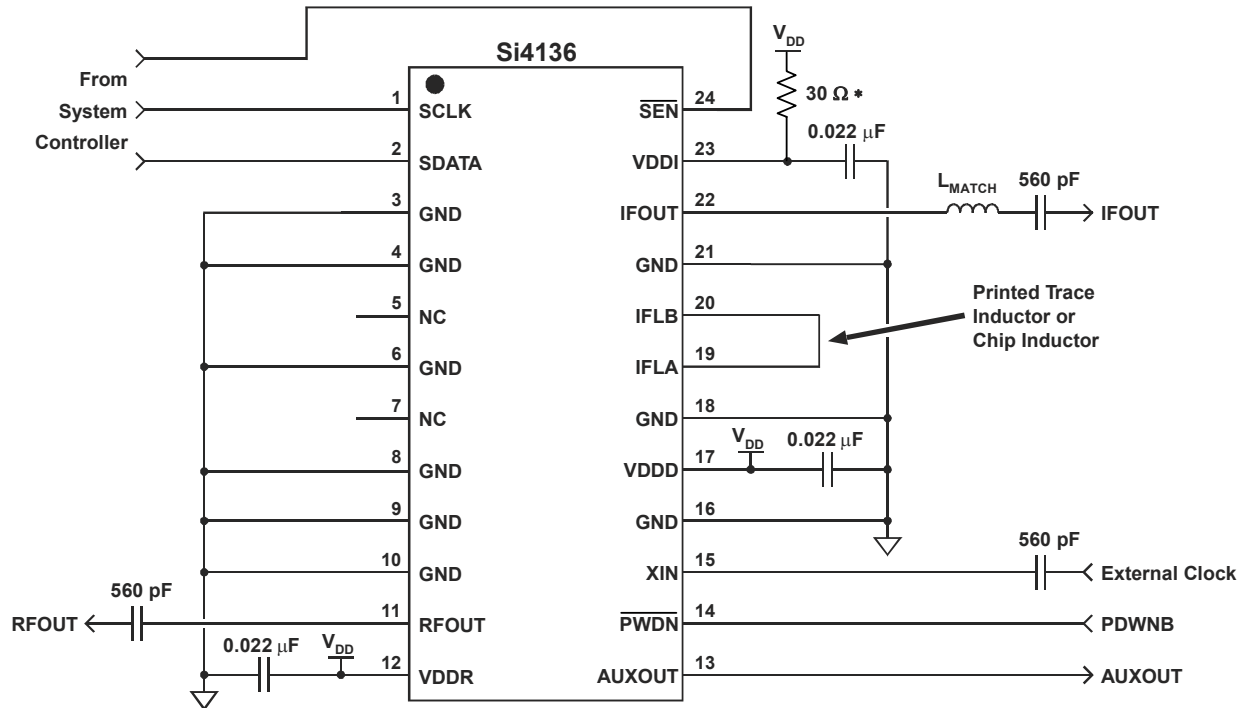 Si4136
From
System
Controller
1
SCLK
2
SDATA
3
GND
4
GND
5
NC
6
GND
7
NC
8
GND
9
GND
10
GND
560 pF
RFOUT
11
RFOUT
0.022 μF
VDD
12
VDDR
VDD
30 Ω *
24
SEN
0.022 μF
23
VDDI
LMATCH
560 pF
22
IFOUT
IFOUT
21
GND
20
IFLB
Printed Trace
Inductor or
Chip Inductor
19
IFLA
18
GND
VDD
0.022 μF
17
VDDD
16
GND
560 pF
15
XIN
External Clock
14
PWDN
PDWNB
13
AUXOUT
AUXOUT